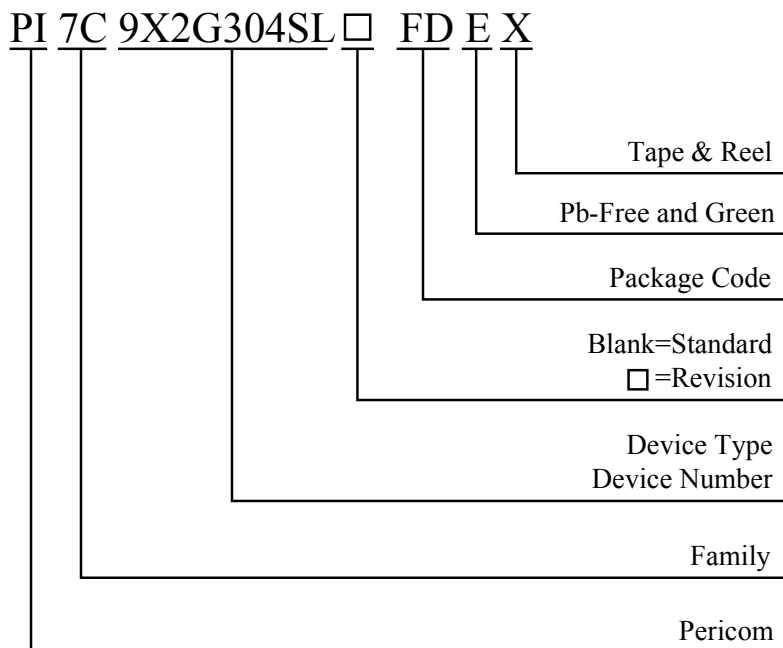 PI 7C 9X2G304SL□ FD E X
Tape & Reel
Pb-Free and Green
Package Code
Blank=Standard
□=Revision
Device Type
Device Number
Family
Pericom